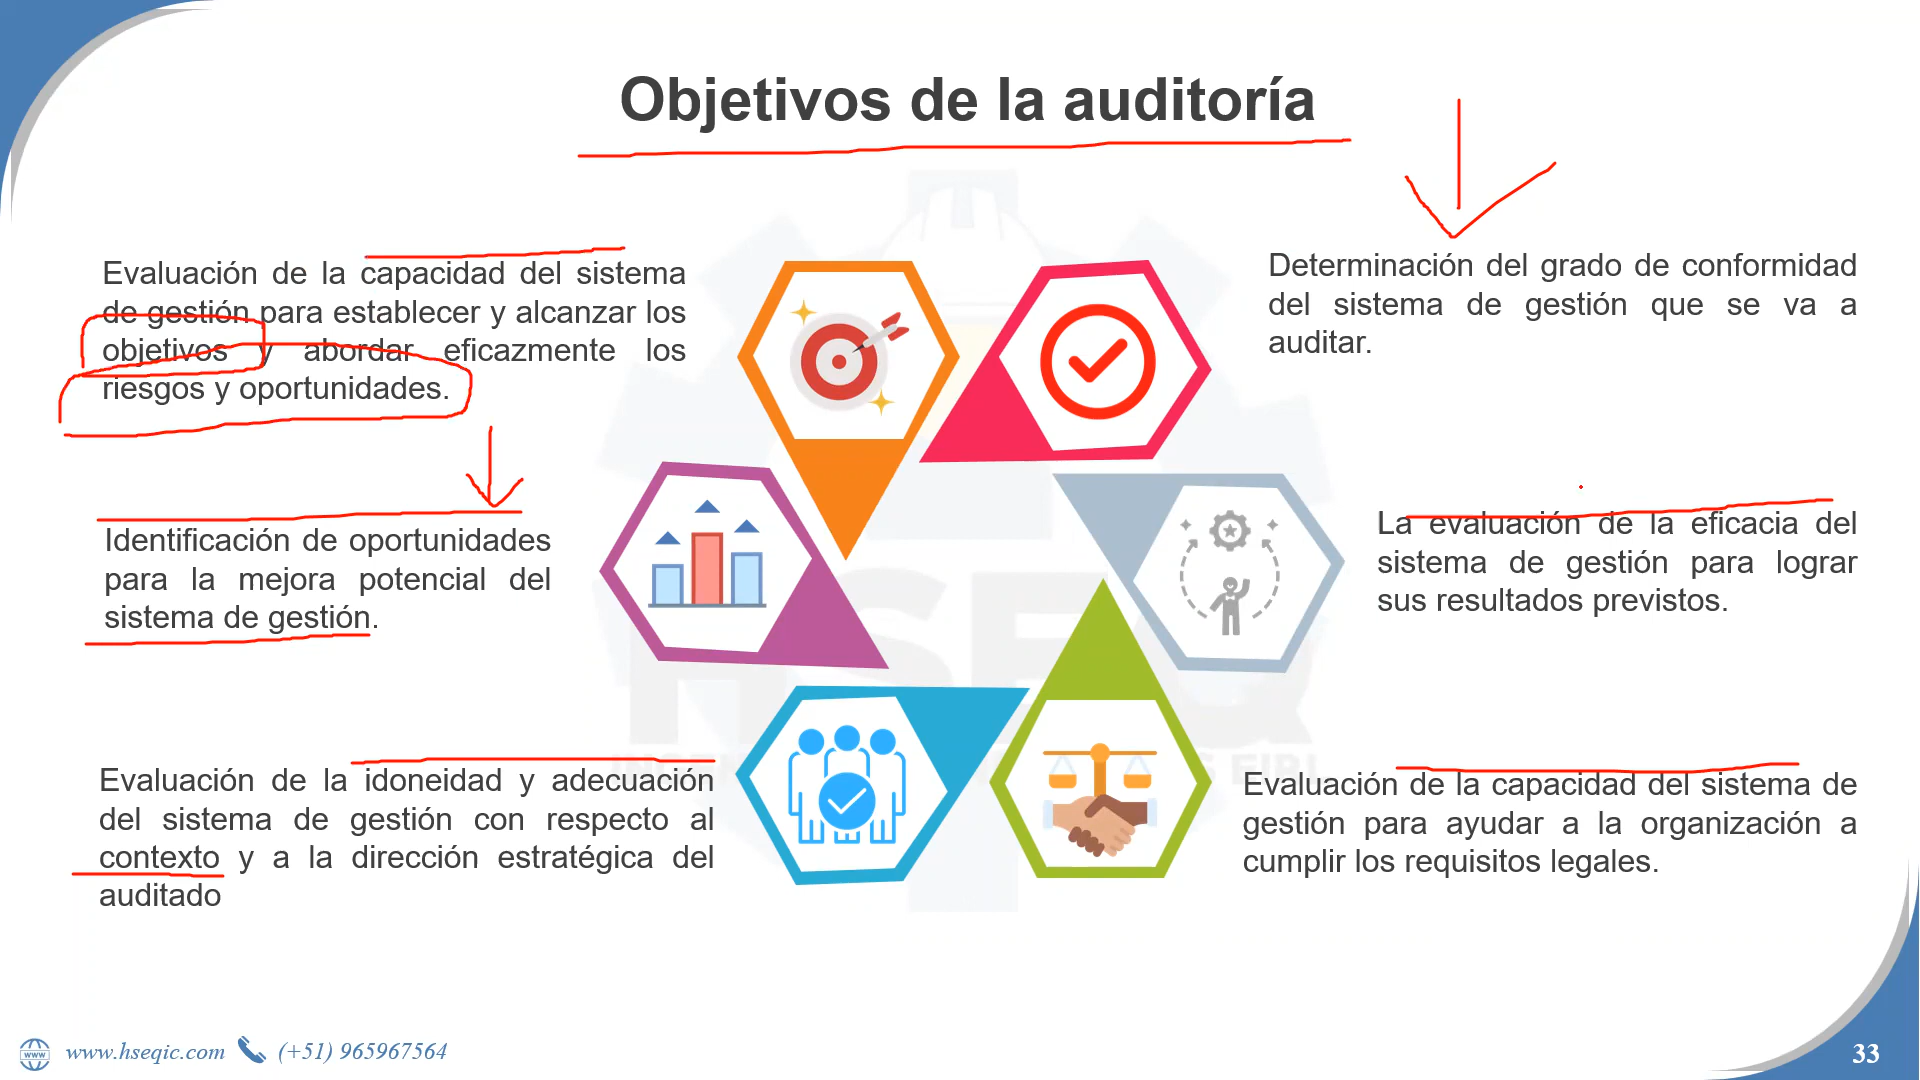 Objetivos de la auditoría
Evaluación de la capacidad del sistema
de gestión para establecer y alcanzar los
objetivos y abordar eficazmente los
riesgos y oportunidades.
Determinación del grado de conformidad
del sistema de gestión que se va a
auditar.
Identificación de oportunidades
para la mejora potencial del
sistema de gestión.
La evaluación de la eficacia del
sistema de gestión para lograr
sus resultados previstos.
Evaluación de la idoneidad y adecuación
del sistema de gestión con respecto al
contexto y a la dirección estratégica del
auditado
Evaluación de la capacidad del sistema de
gestión para ayudar a la organización a
cumplir los requisitos legales.
HSEQ
www.hseqic.com (+51) 965967564
33